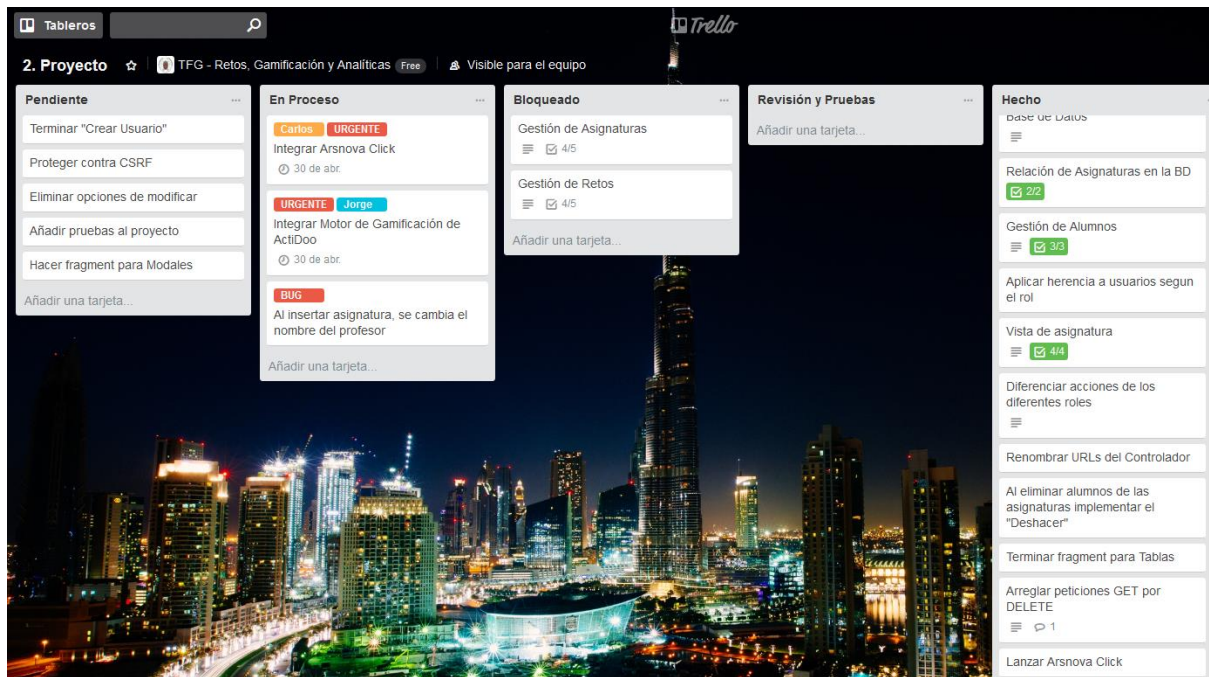 Tableros
Trello
2. Proyecto
TFG - Retos, Gamificación y Analíticas Free
Visible para el equipo
Pendiente
Terminar "Crear Usuario"
Proteger contra CSRF
Eliminar opciones de modificar
Añadir pruebas al proyecto
Hacer fragment para Modales
Añadir una tarjeta...
En Proceso
Carlos URGENTE
Integrar Arsnova Click
30 de abr.
URGENTE Jorge
Integrar Motor de Gamificación de
ActiDoo
30 de abr.
BUG
Al insertar asignatura, se cambia el
nombre del profesor
Añadir una tarjeta...
Bloqueado
Gestión de Asignaturas
4/5
Gestión de Retos
4/5
Añadir una tarjeta...
Revisión y Pruebas
Añadir una tarjeta...
Hecho
Base de Datos
Relación de Asignaturas en la BD
2/2
Gestión de Alumnos
3/3
Aplicar herencia a usuarios segun
el rol
Vista de asignatura
4/4
Diferenciar acciones de los
diferentes roles
Renombrar URLs del Controlador
Al eliminar alumnos de las
asignaturas implementar el
"Deshacer"
Terminar fragment para Tablas
Arreglar peticiones GET por
DELETE
1
Lanzar Arsnova Click